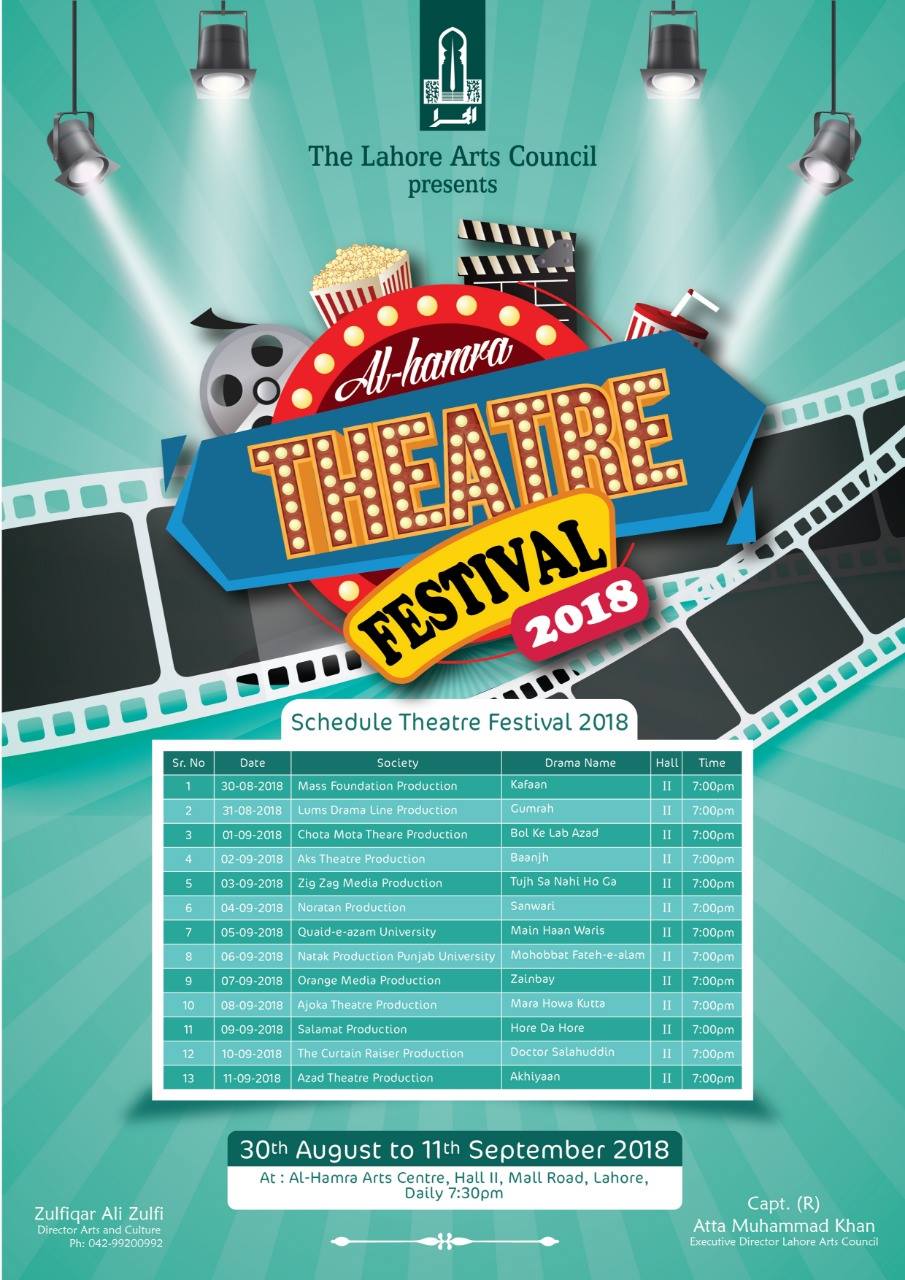 الحمرا
The Lahore Arts Council
presents
Al-hamra
THEATRE
FESTIVAL
2018
Schedule Theatre Festival 2018
Sr. No Date Society Drama Name Hall Time
1 30-08-2018 Mass Foundation Production Kafaan II 7:00pm
2 31-08-2018 Lums Drama Line Production Gumrah II 7:00pm
3 01-09-2018 Chota Mota Theare Production Bol Ke Lab Azad II 7:00pm
4 02-09-2018 Aks Theatre Production Baanjh II 7:00pm
5 03-09-2018 Zig Zag Media Production Tujh Sa Nahi Ho Ga II 7:00pm
6 04-09-2018 Noratan Production Sanwari II 7:00pm
7 05-09-2018 Quaid-e-azam University Main Haan Waris II 7:00pm
8 06-09-2018 Natak Production Punjab University Mohobbat Fateh-e-alam II 7:00pm
9 07-09-2018 Orange Media Production Zainbay II 7:00pm
10 08-09-2018 Ajoka Theatre Production Mara Howa Kutta II 7:00pm
11 09-09-2018 Salamat Production Hore Da Hore II 7:00pm
12 10-09-2018 The Curtain Raiser Production Doctor Salahuddin II 7:00pm
13 11-09-2018 Azad Theatre Production Akhiyaan II 7:00pm
30th August to 11th September 2018
At : Al-Hamra Arts Centre, Hall II, Mall Road, Lahore,
Daily 7:30pm
Zulfiqar Ali Zulfi
Director Arts and Culture
Ph: 042-99200992
Capt. (R)
Atta Muhammad Khan
Executive Director Lahore Arts Council